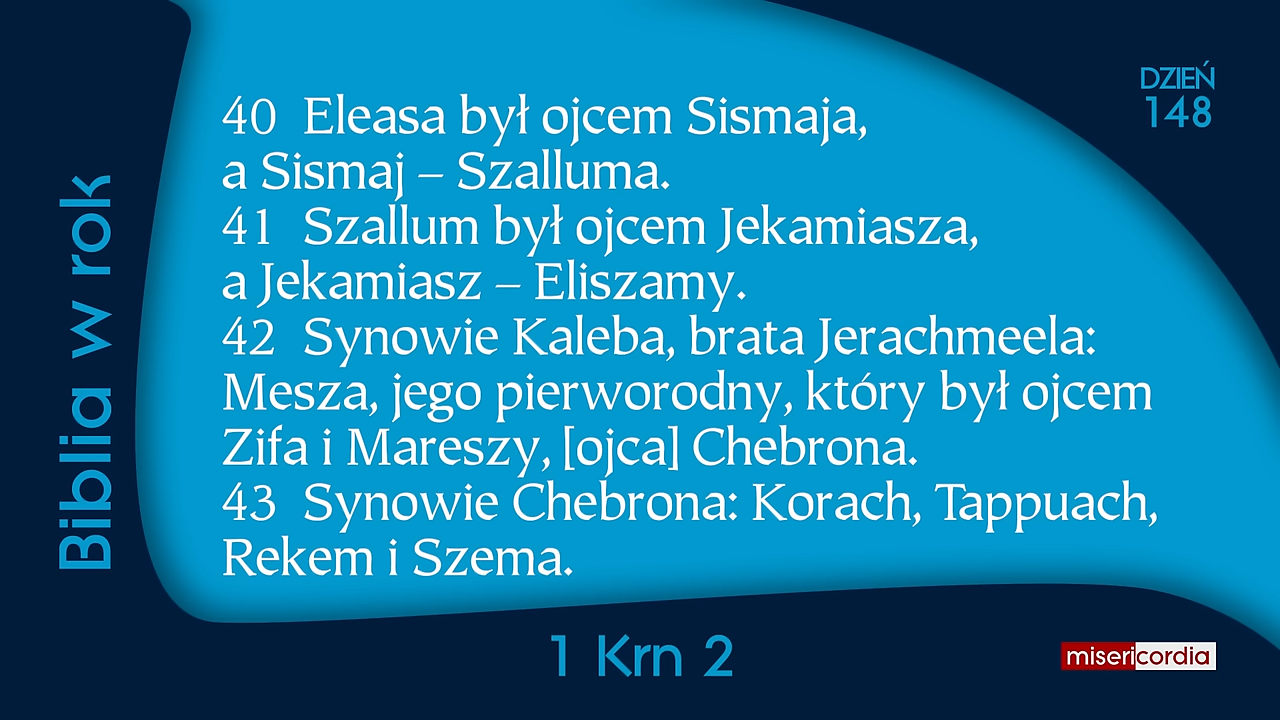 DZIEŃ
148
40 Eleasa był ojcem Sismaja,
a Sismaj – Szalluma.
41 Szallum był ojcem Jekamiasza,
a Jekamiasz – Eliszamy.
42 Synowie Kaleba, brata Jerachmeela:
Mesza, jego pierworodny, który był ojcem
Zifa i Mareszy, [ojca] Chebrona.
43 Synowie Chebrona: Korach, Tappuach,
Rekem i Szema.
Biblia w rok
1 Krn 2
misericordia